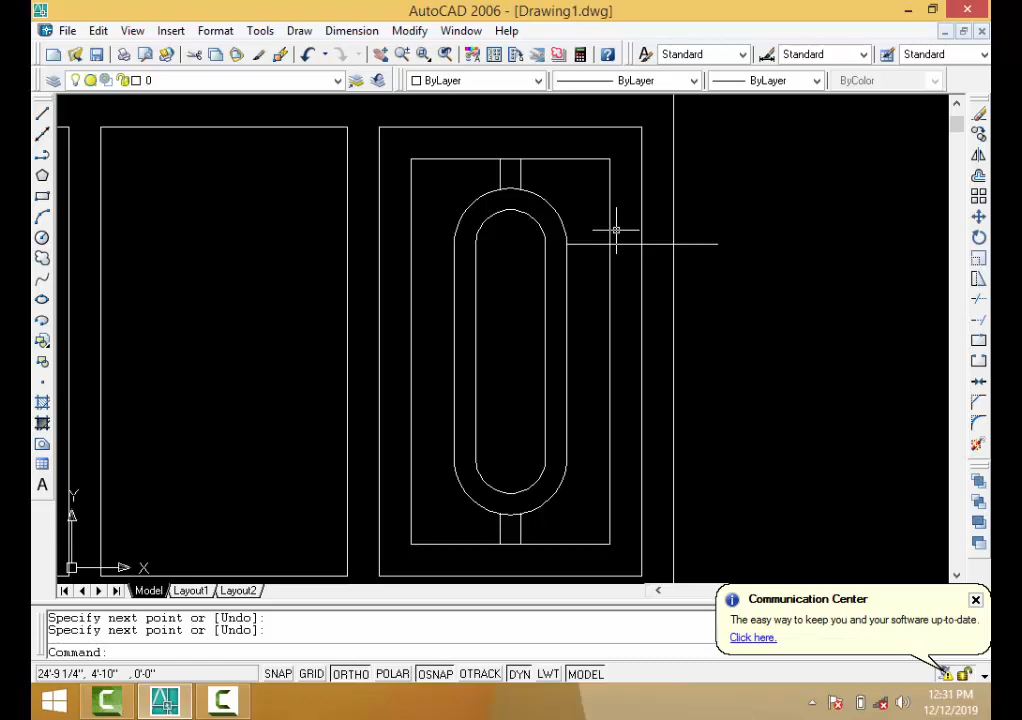 AutoCAD 2006 - [Drawing1.dwg]
File Edit View Insert Format Tools Draw Dimension Modify Window Help
Standard Standard Standard
0 ByLayer ByLayer ByLayer ByColor
A
Y
X
Model Layout1 Layout2
Communication Center
The easy way to keep you and your software up-to-date.
Click here.
Specify next point or [Undo]:
Specify next point or [Undo]:
Command:
24'-9 1/4", 4'-10" ,0'-0" SNAP GRID ORTHO POLAR OSNAP OTRACK DYN LWT MODEL
12:31 PM
12/12/2019